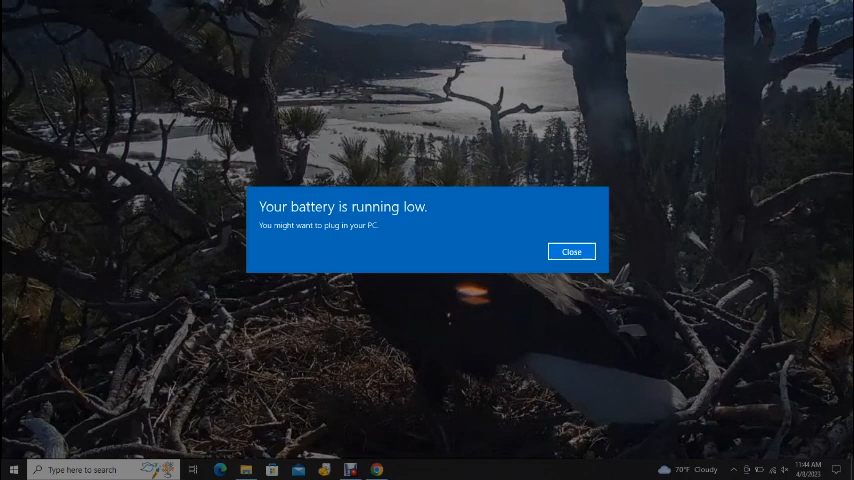 Your battery is running low.
You might want to plug in your PC.
Close
Type here to search
70°F Cloudy
11:44 AM
4/8/2023